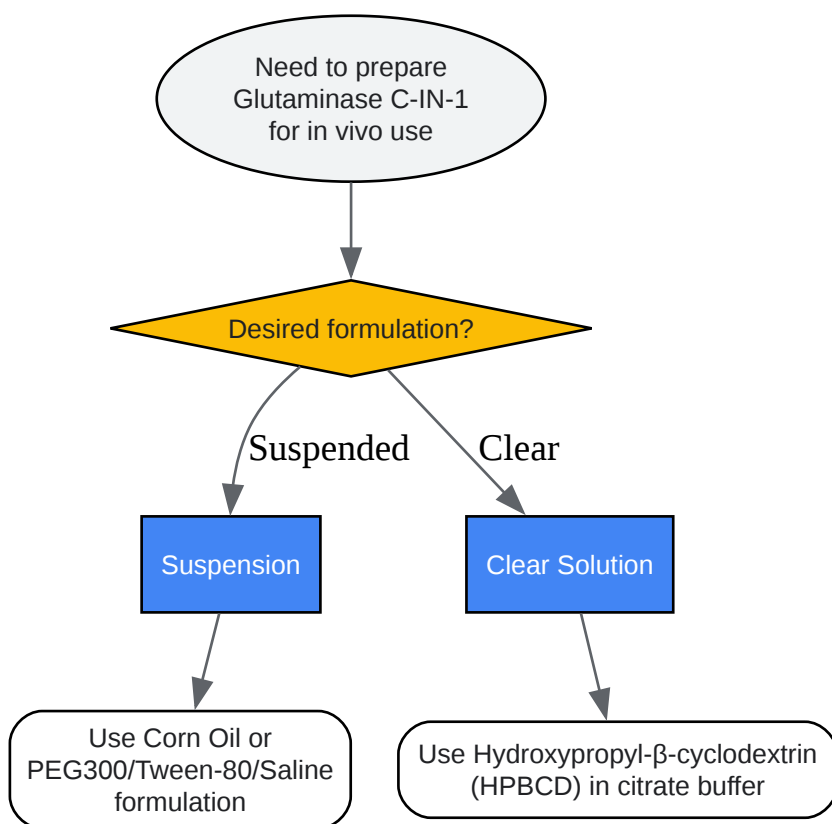 Need to prepare
Glutaminase C-IN-1
for in vivo use
Desired formulation?
Suspended
Clear
Suspension
Clear Solution
Use Corn Oil or
PEG300/Tween-80/Saline
formulation
Use Hydroxypropyl-β-cyclodextrin
(HPBCD) in citrate buffer